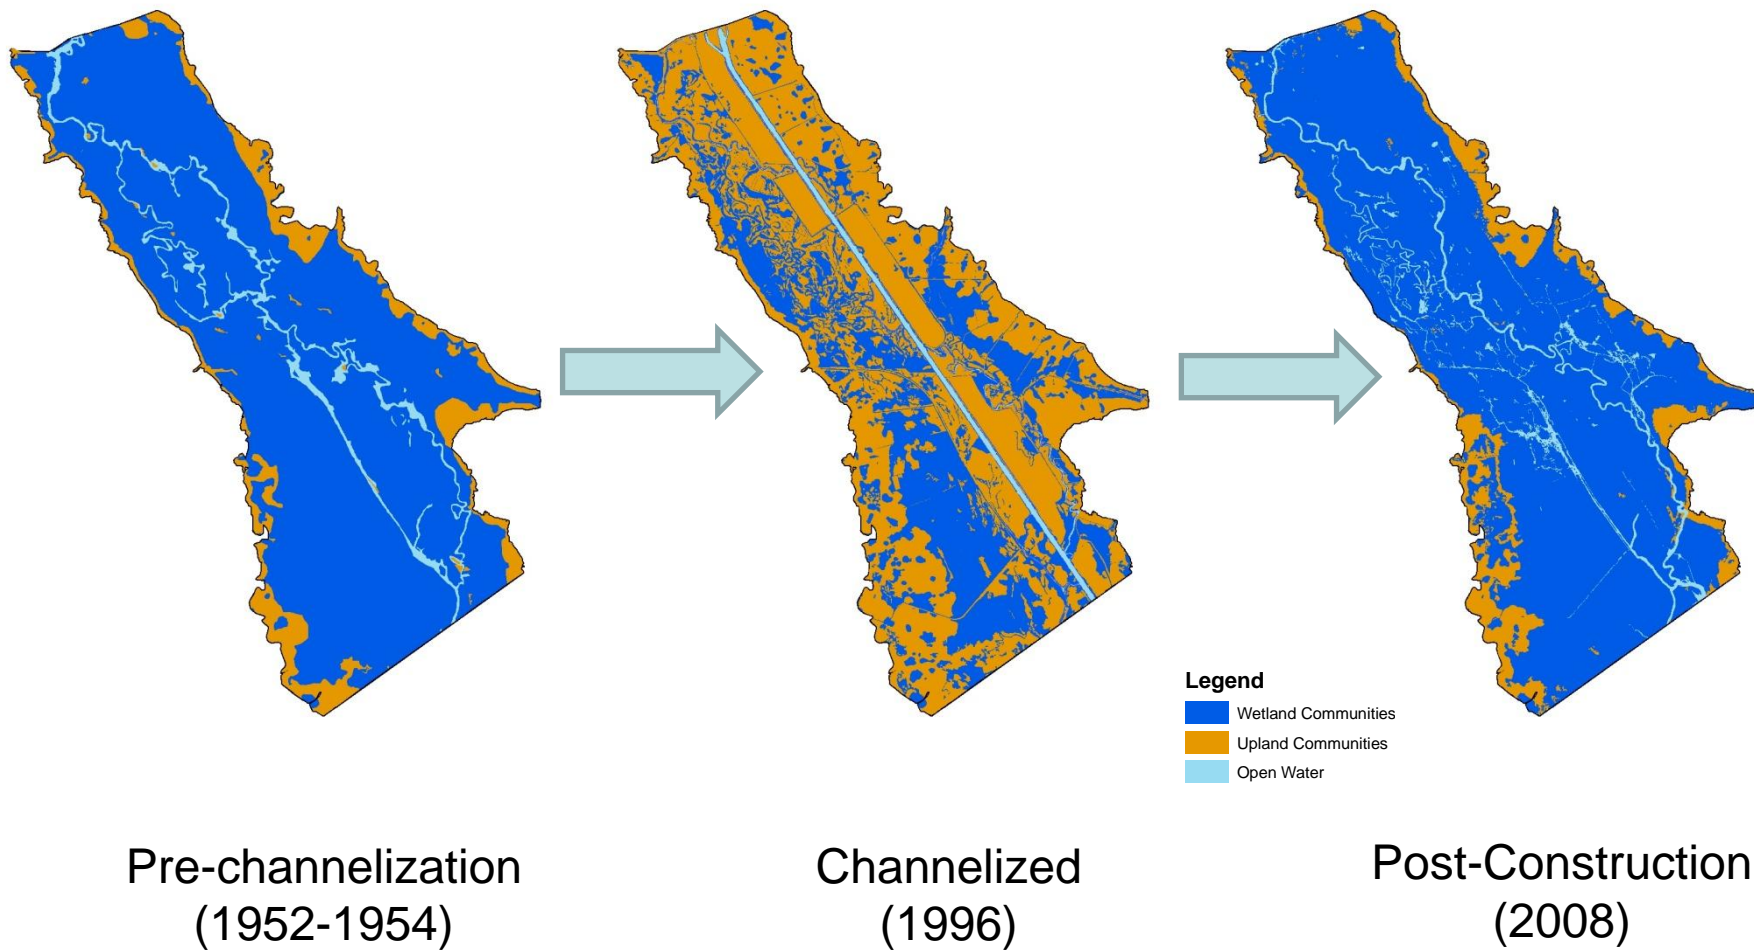 Legend
Wetland Communities
Upland Communities
Open Water
Pre-channelization
(1952-1954)
Channelized
(1996)
Post-Construction
(2008)